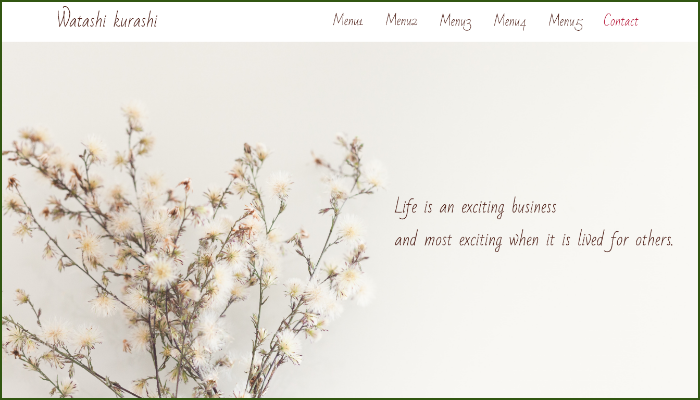 Watashi kurashi
Menu1 Menu2 Menu3 Menu4 Menu5 Contact
Life is an exciting business
and most exciting when it is lived for others.